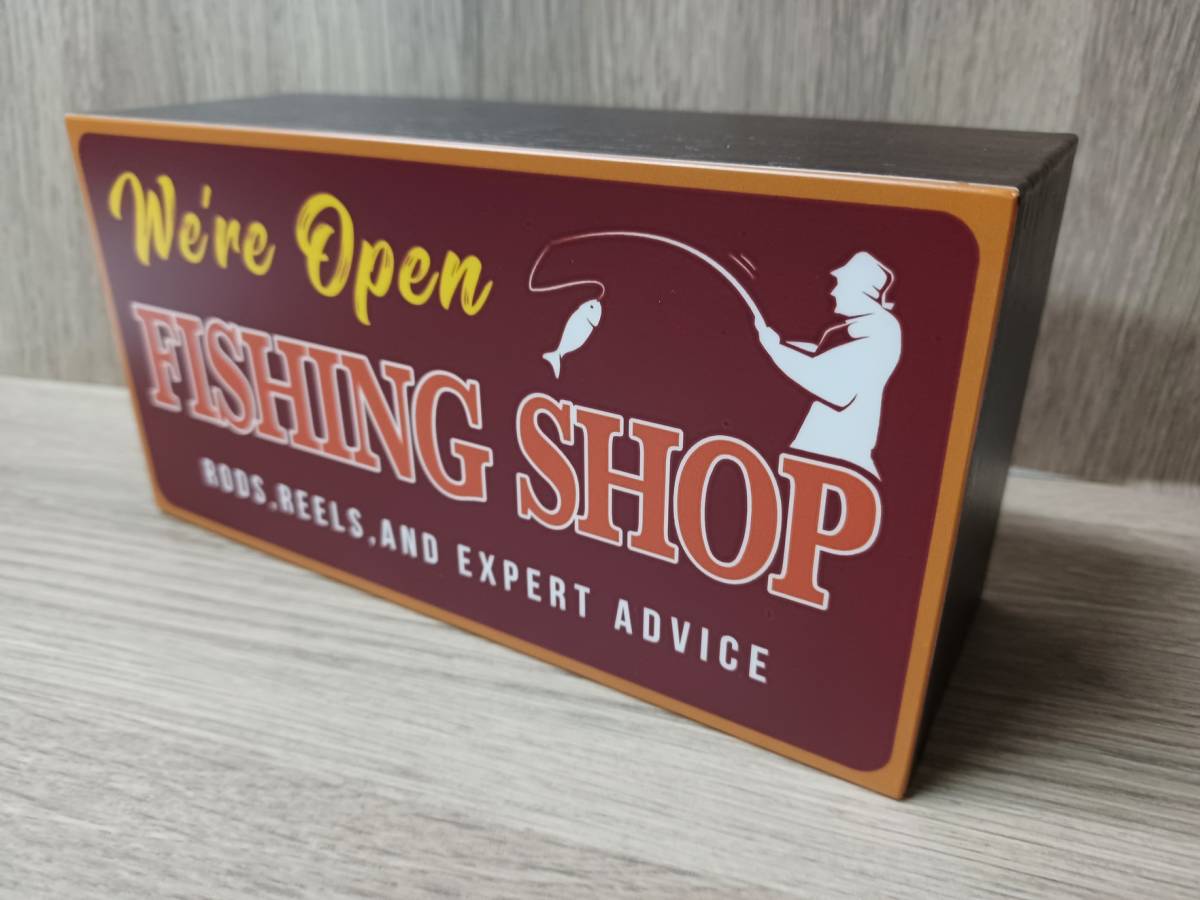 We're Open
FISHING SHOP
RODS,REELS,AND EXPERT ADVICE